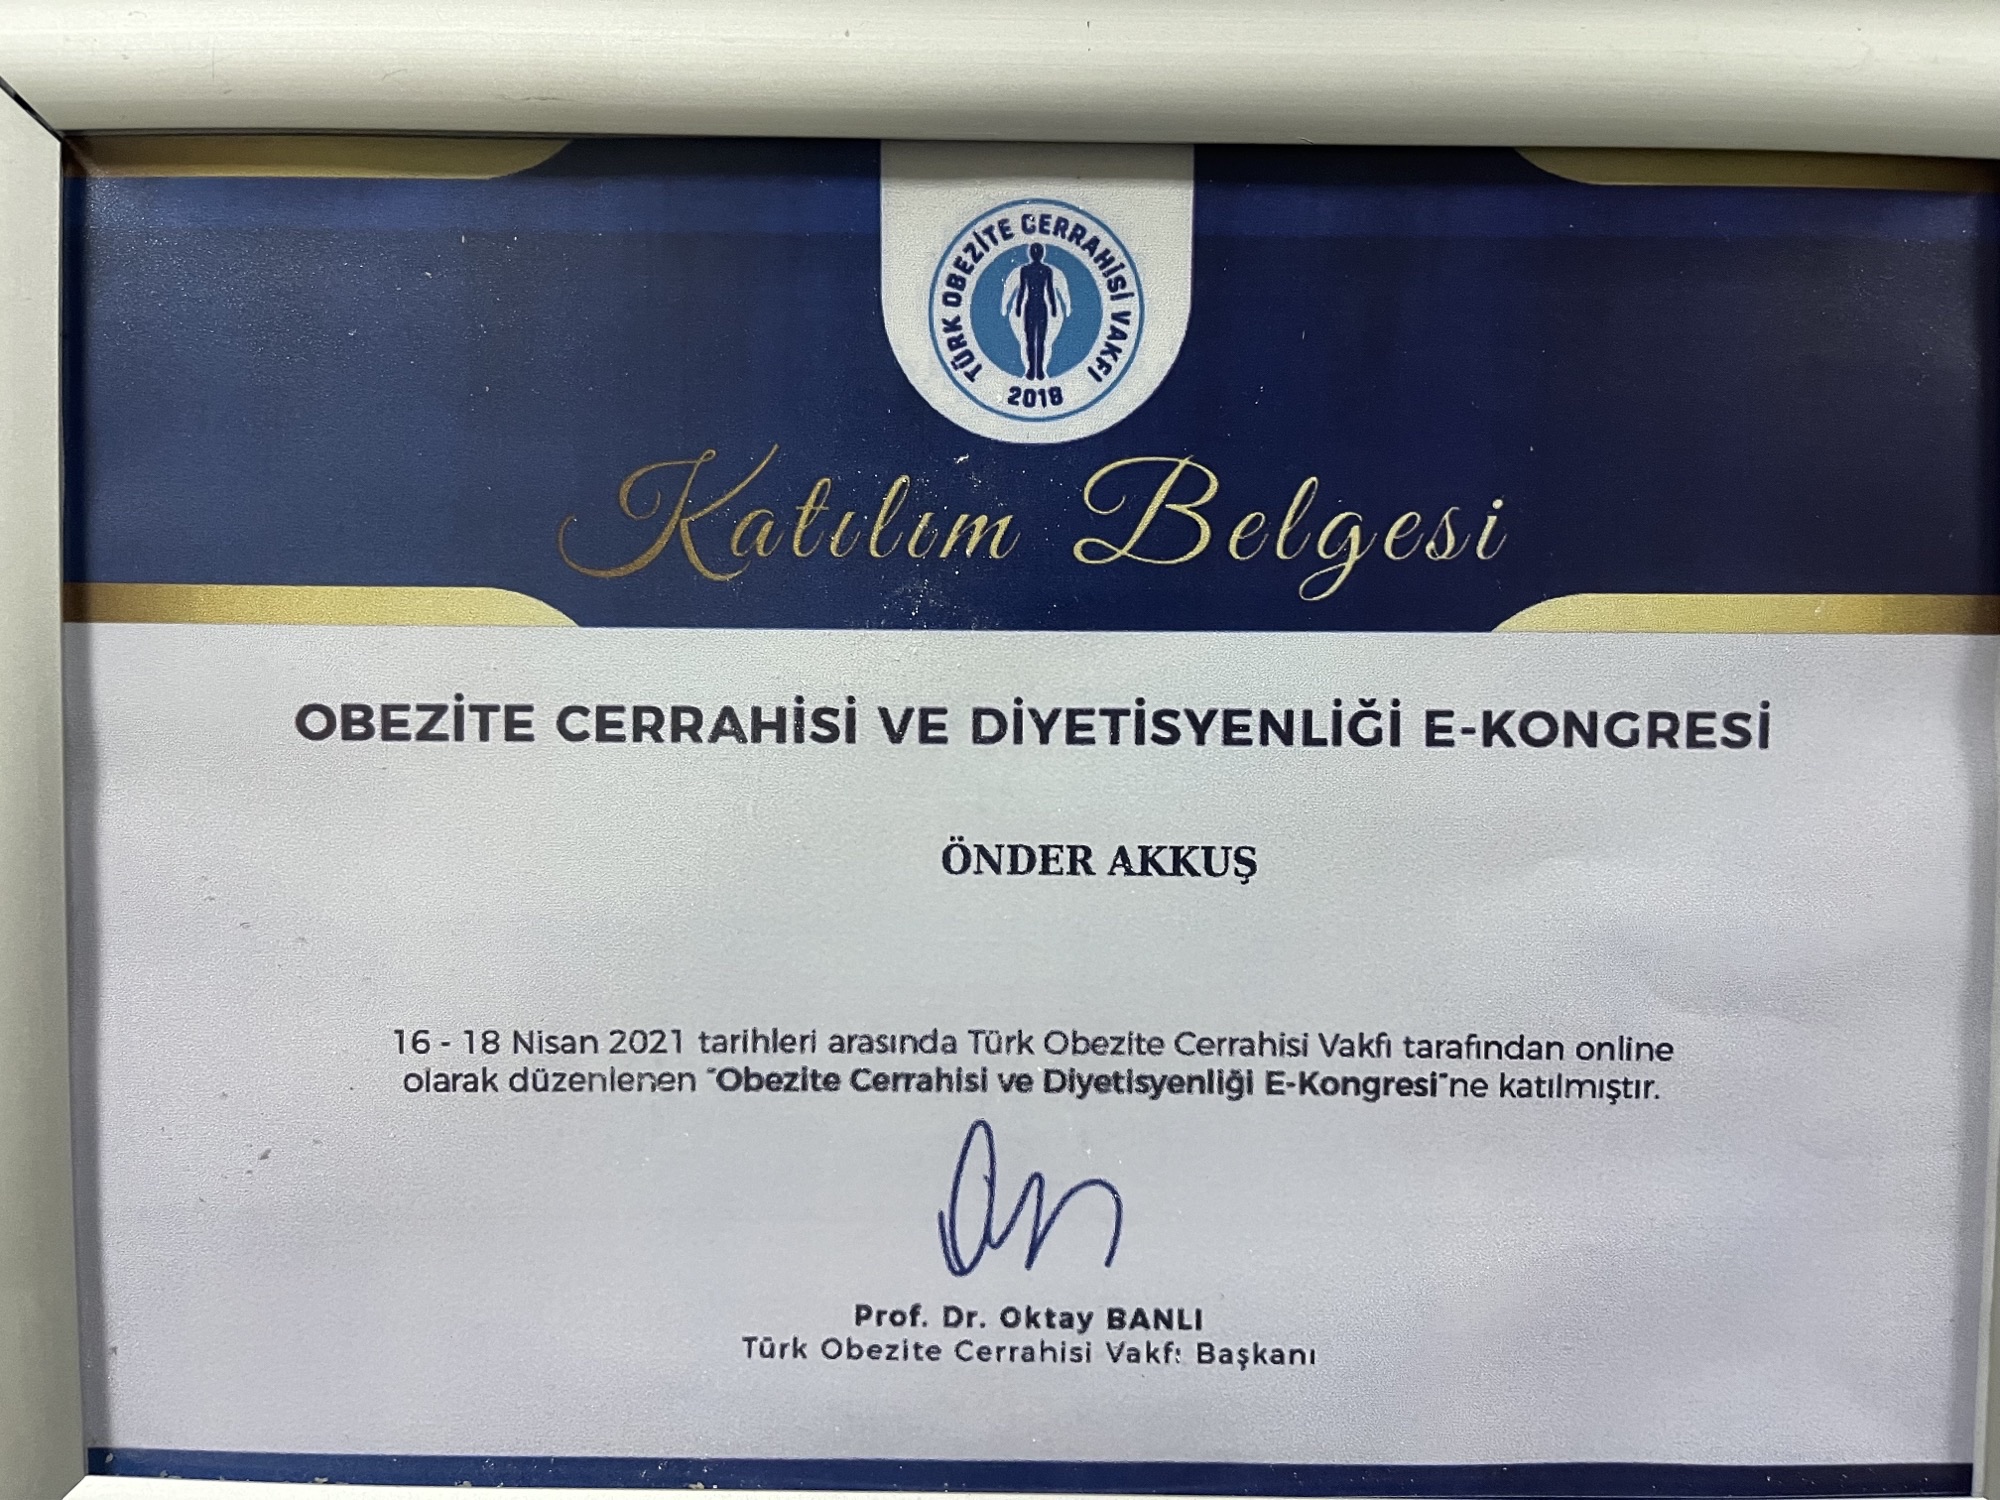 TÜRK OBEZİTE CERRAHİSİ VAKFI
2018
Katılım Belgesi
OBEZİTE CERRAHİSİ VE DİYETİSYENLİĞİ E-KONGRESİ
ÖNDER AKKUŞ
16 - 18 Nisan 2021 tarihleri arasında Türk Obezite Cerrahisi Vakfı tarafından online
olarak düzenlenen "Obezite Cerrahisi ve Diyetisyenliği E-Kongresi"ne katılmıştır.
Prof. Dr. Oktay BANLI
Türk Obezite Cerrahisi Vakfı Başkanı